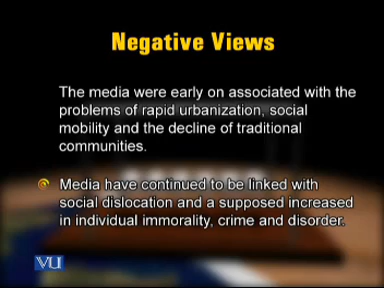 Negative Views
The media were early on associated with the
problems of rapid urbanization, social
mobility and the decline of traditional
communities.
Media have continued to be linked with
social dislocation and a supposed increased
in individual immorality, crime and disorder.
VU